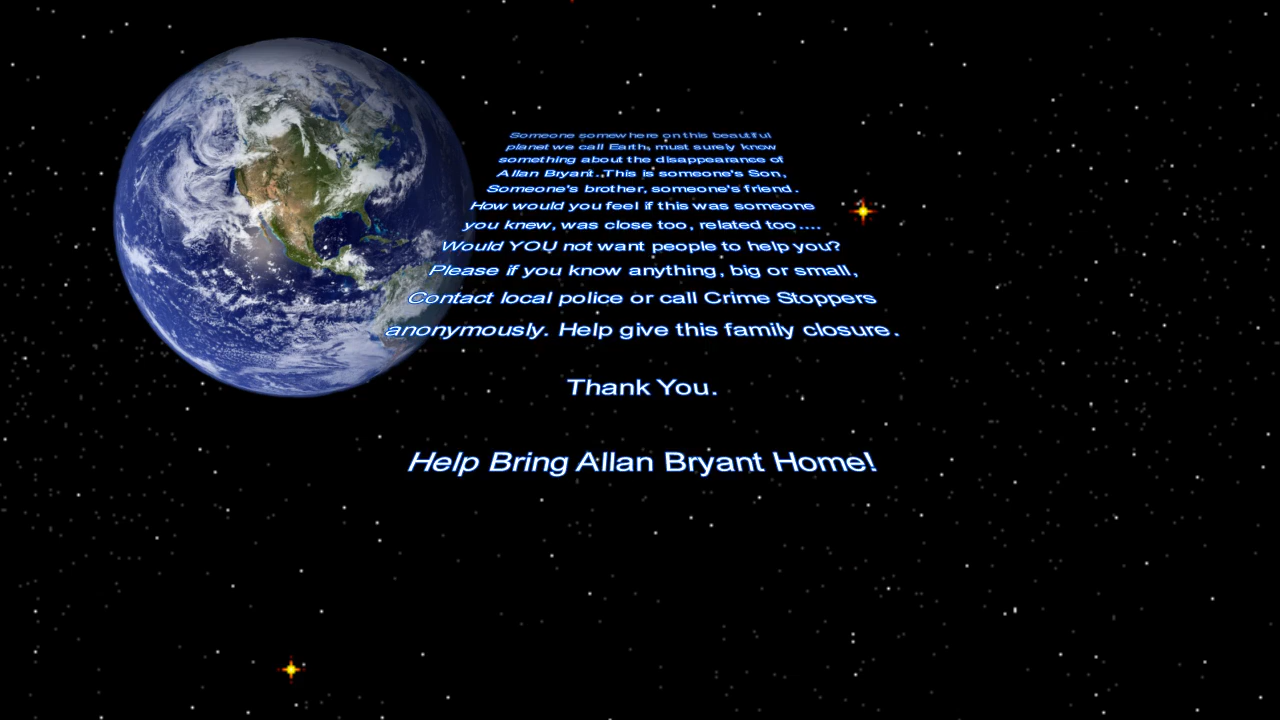 Someone somewhere on this beautiful
planet we call Earth, must surely know
something about the disappearance of
Allan Bryant..This is someone's Son,
Someone's brother, someone's friend.
How would you feel if this was someone
you knew, was close too, related too....
Would YOU not want people to help you?
Please if you know anything, big or small,
Contact local police or call Crime Stoppers
anonymously. Help give this family closure.
Thank You.
Help Bring Allan Bryant Home!